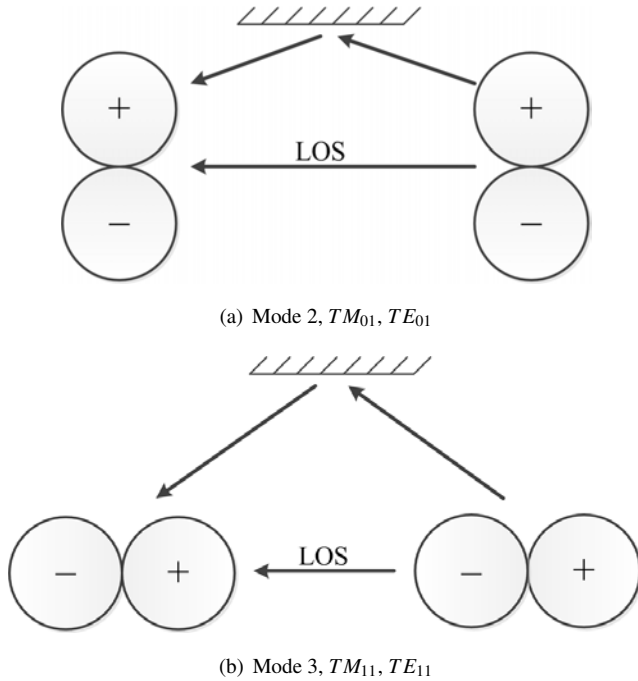 + +
LOS
− −
(a) Mode 2, TM01, TE01
LOS
− + − +
(b) Mode 3, TM11, TE11